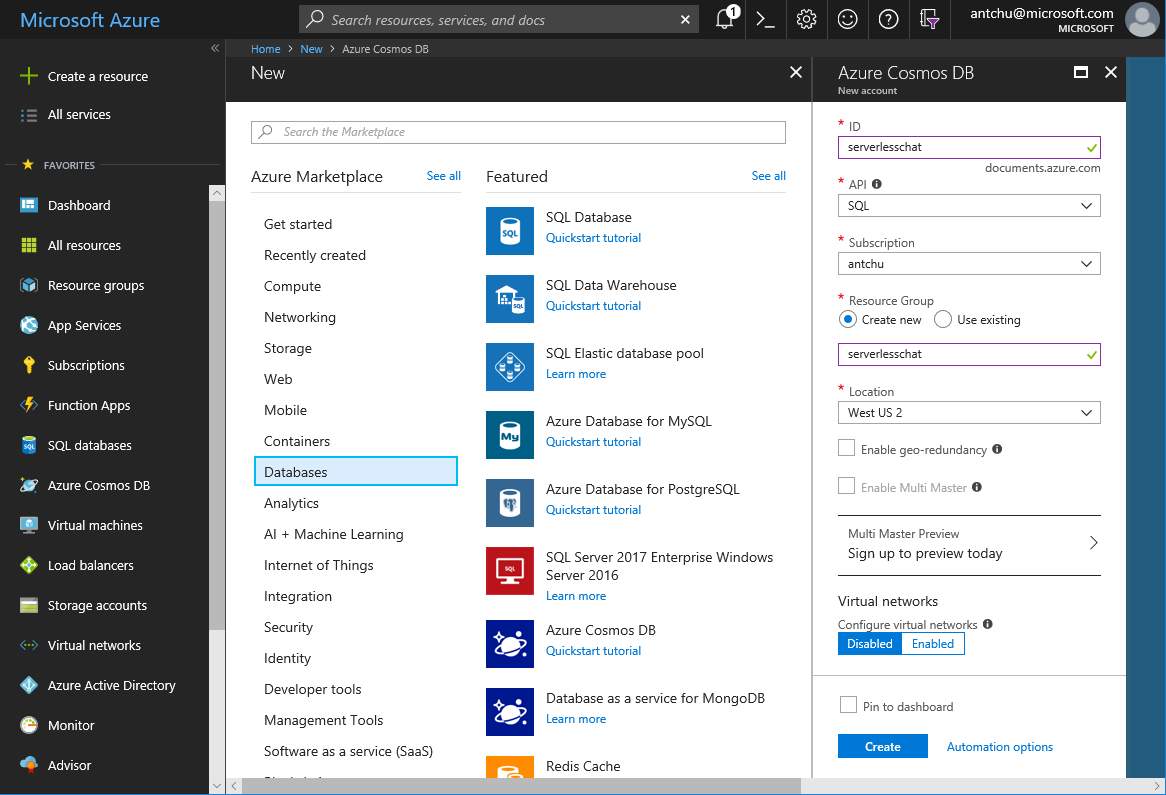 Microsoft Azure
Search resources, services, and docs
1
antchu@microsoft.com
MICROSOFT
Create a resource
All services
FAVORITES
Dashboard
All resources
Resource groups
App Services
Subscriptions
Function Apps
SQL databases
Azure Cosmos DB
Virtual machines
Load balancers
Storage accounts
Virtual networks
Azure Active Directory
Monitor
Advisor
Home > New > Azure Cosmos DB
New
Search the Marketplace
Azure Marketplace See all
Get started
Recently created
Compute
Networking
Storage
Web
Mobile
Containers
Databases
Analytics
AI + Machine Learning
Internet of Things
Integration
Security
Identity
Developer tools
Management Tools
Software as a service (SaaS)
Featured See all
SQL
SQL Database
Quickstart tutorial
SQL
SQL Data Warehouse
Quickstart tutorial
SQL Elastic database pool
Learn more
My
Azure Database for MySQL
Quickstart tutorial
Azure Database for PostgreSQL
Quickstart tutorial
SQL
SQL Server 2017 Enterprise Windows
Server 2016
Learn more
Azure Cosmos DB
Quickstart tutorial
Database as a service for MongoDB
Learn more
Redis Cache
Azure Cosmos DB
New account
* ID
serverlesschat
documents.azure.com
* API
SQL
* Subscription
antchu
* Resource Group
Create new Use existing
serverlesschat
* Location
West US 2
Enable geo-redundancy
Enable Multi Master
Multi Master Preview
Sign up to preview today
Virtual networks
Configure virtual networks
Disabled Enabled
Pin to dashboard
Create Automation options